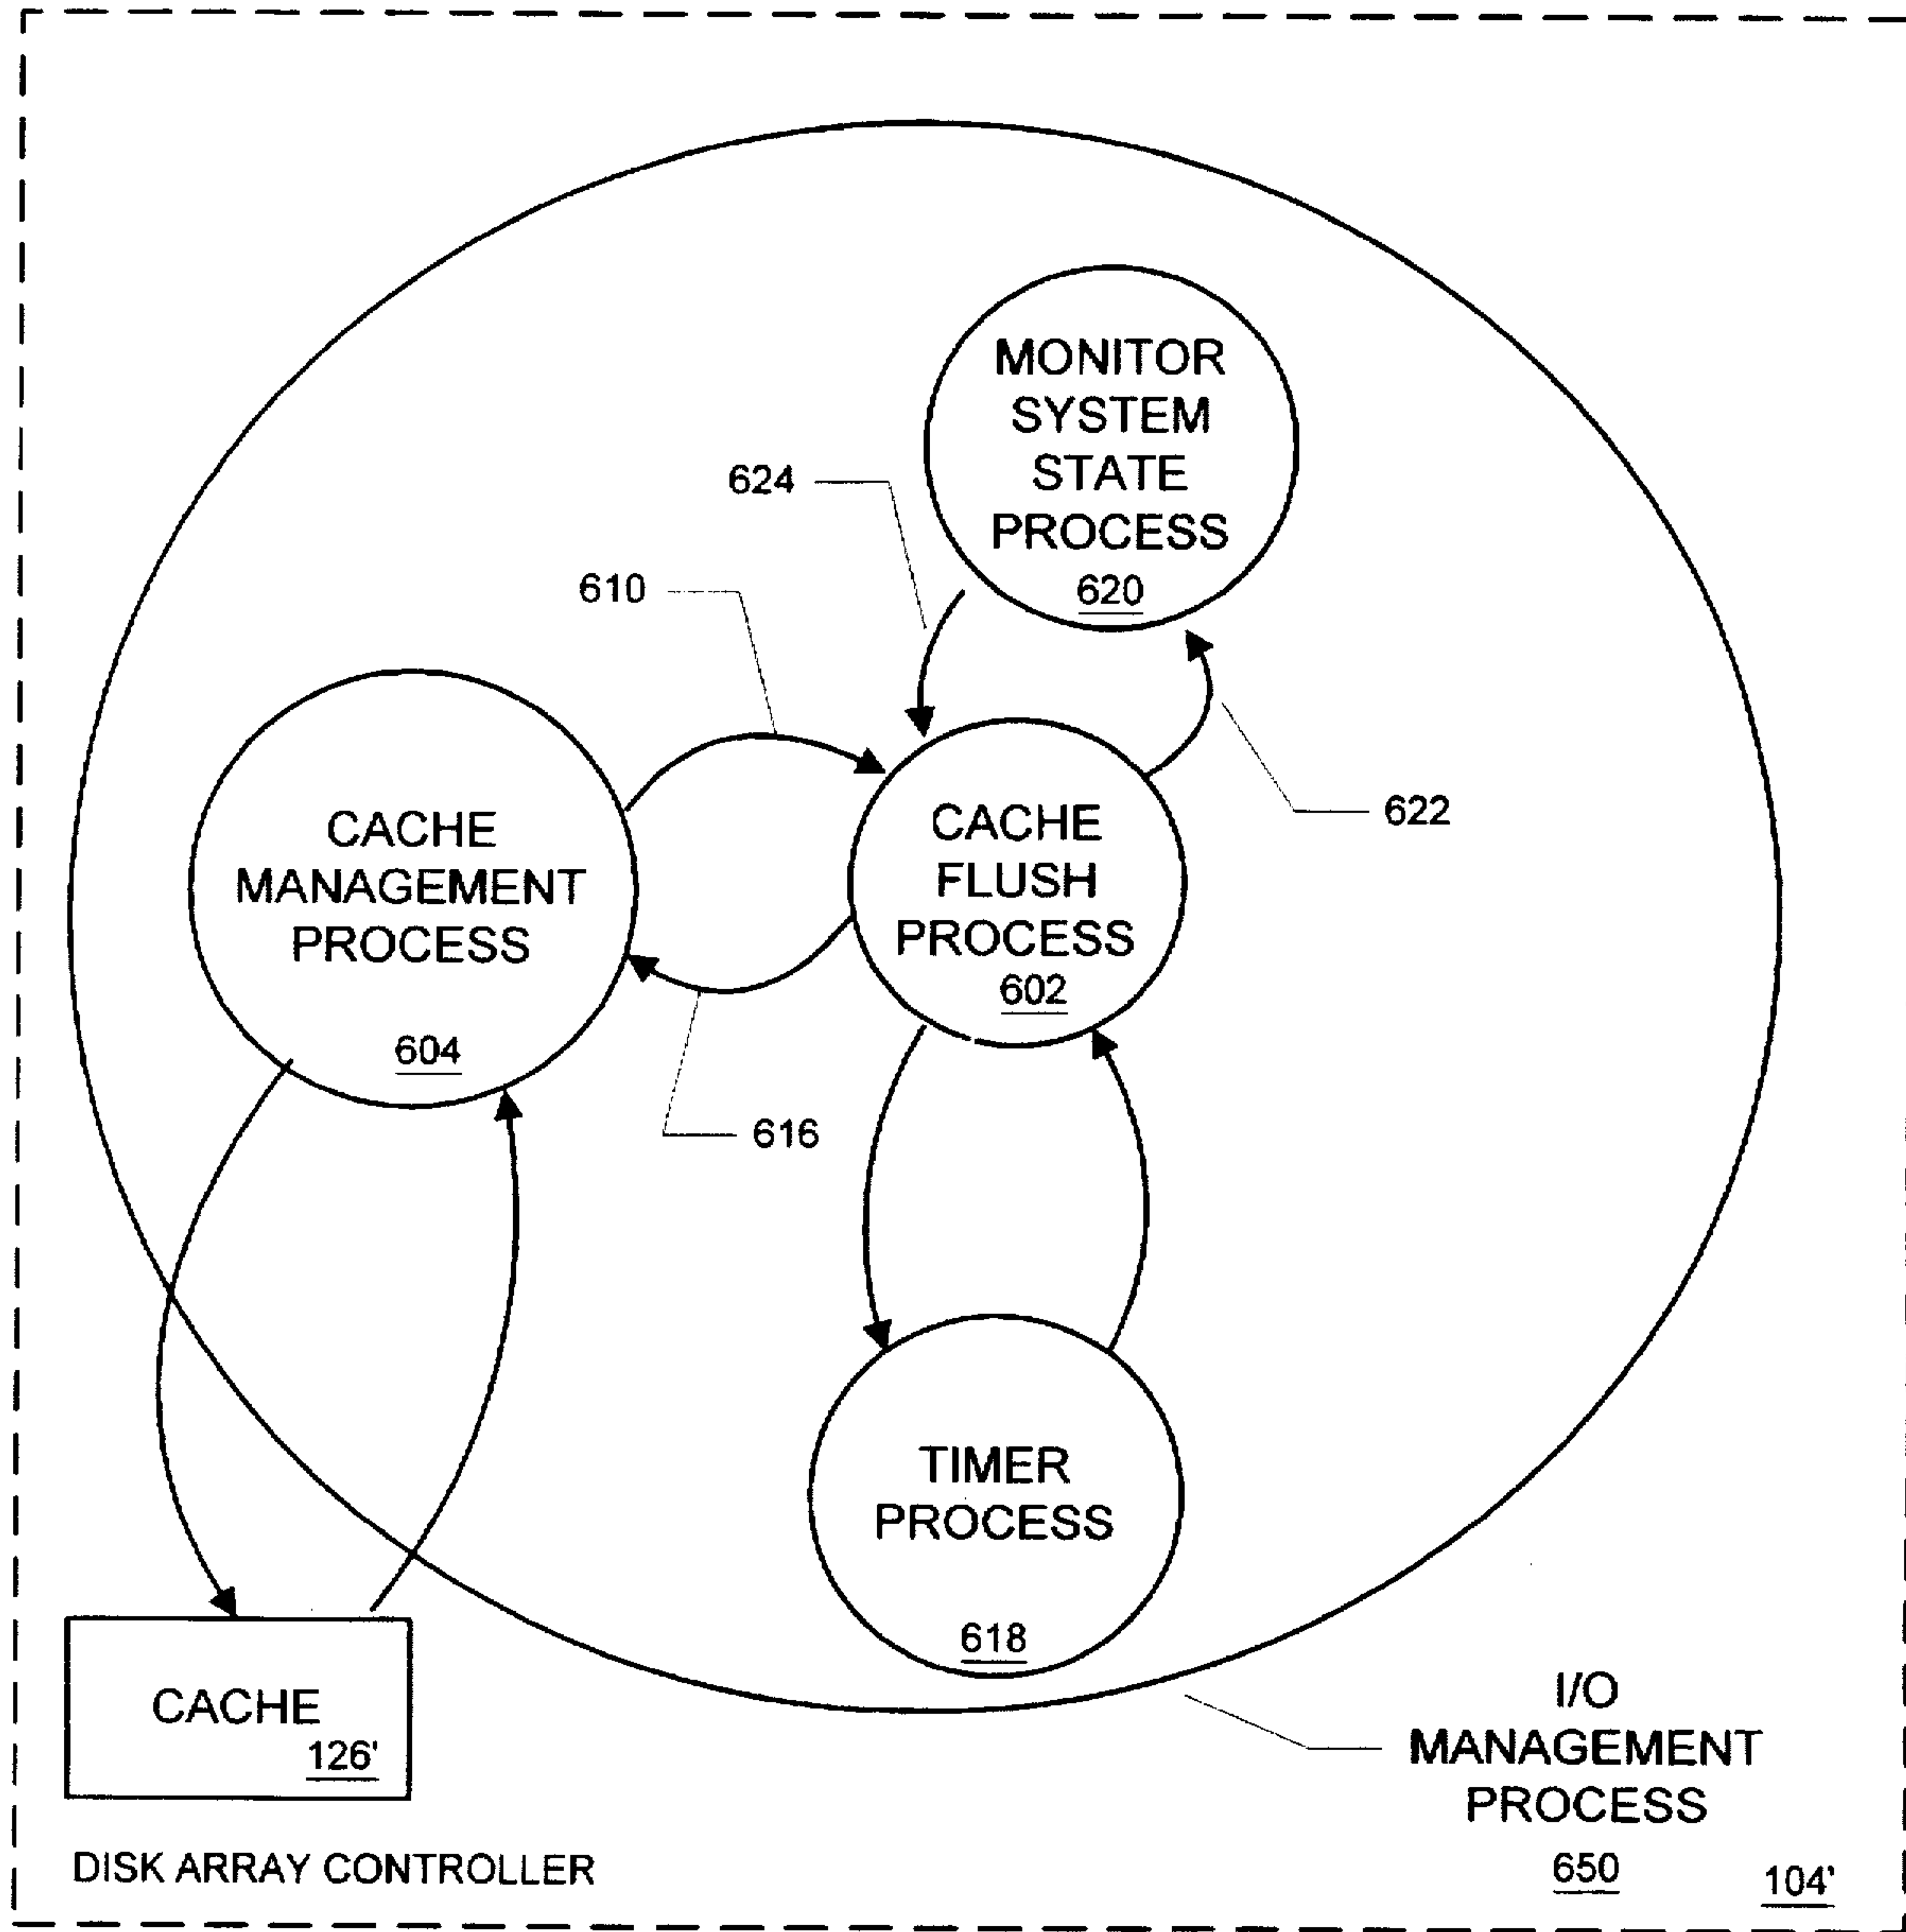 MONITOR
SYSTEM
STATE
PROCESS
620
624
610
622
CACHE
MANAGEMENT
PROCESS
604
CACHE
FLUSH
PROCESS
602
616
TIMER
PROCESS
618
CACHE
126'
I/O
MANAGEMENT
PROCESS
650
DISK ARRAY CONTROLLER
104'